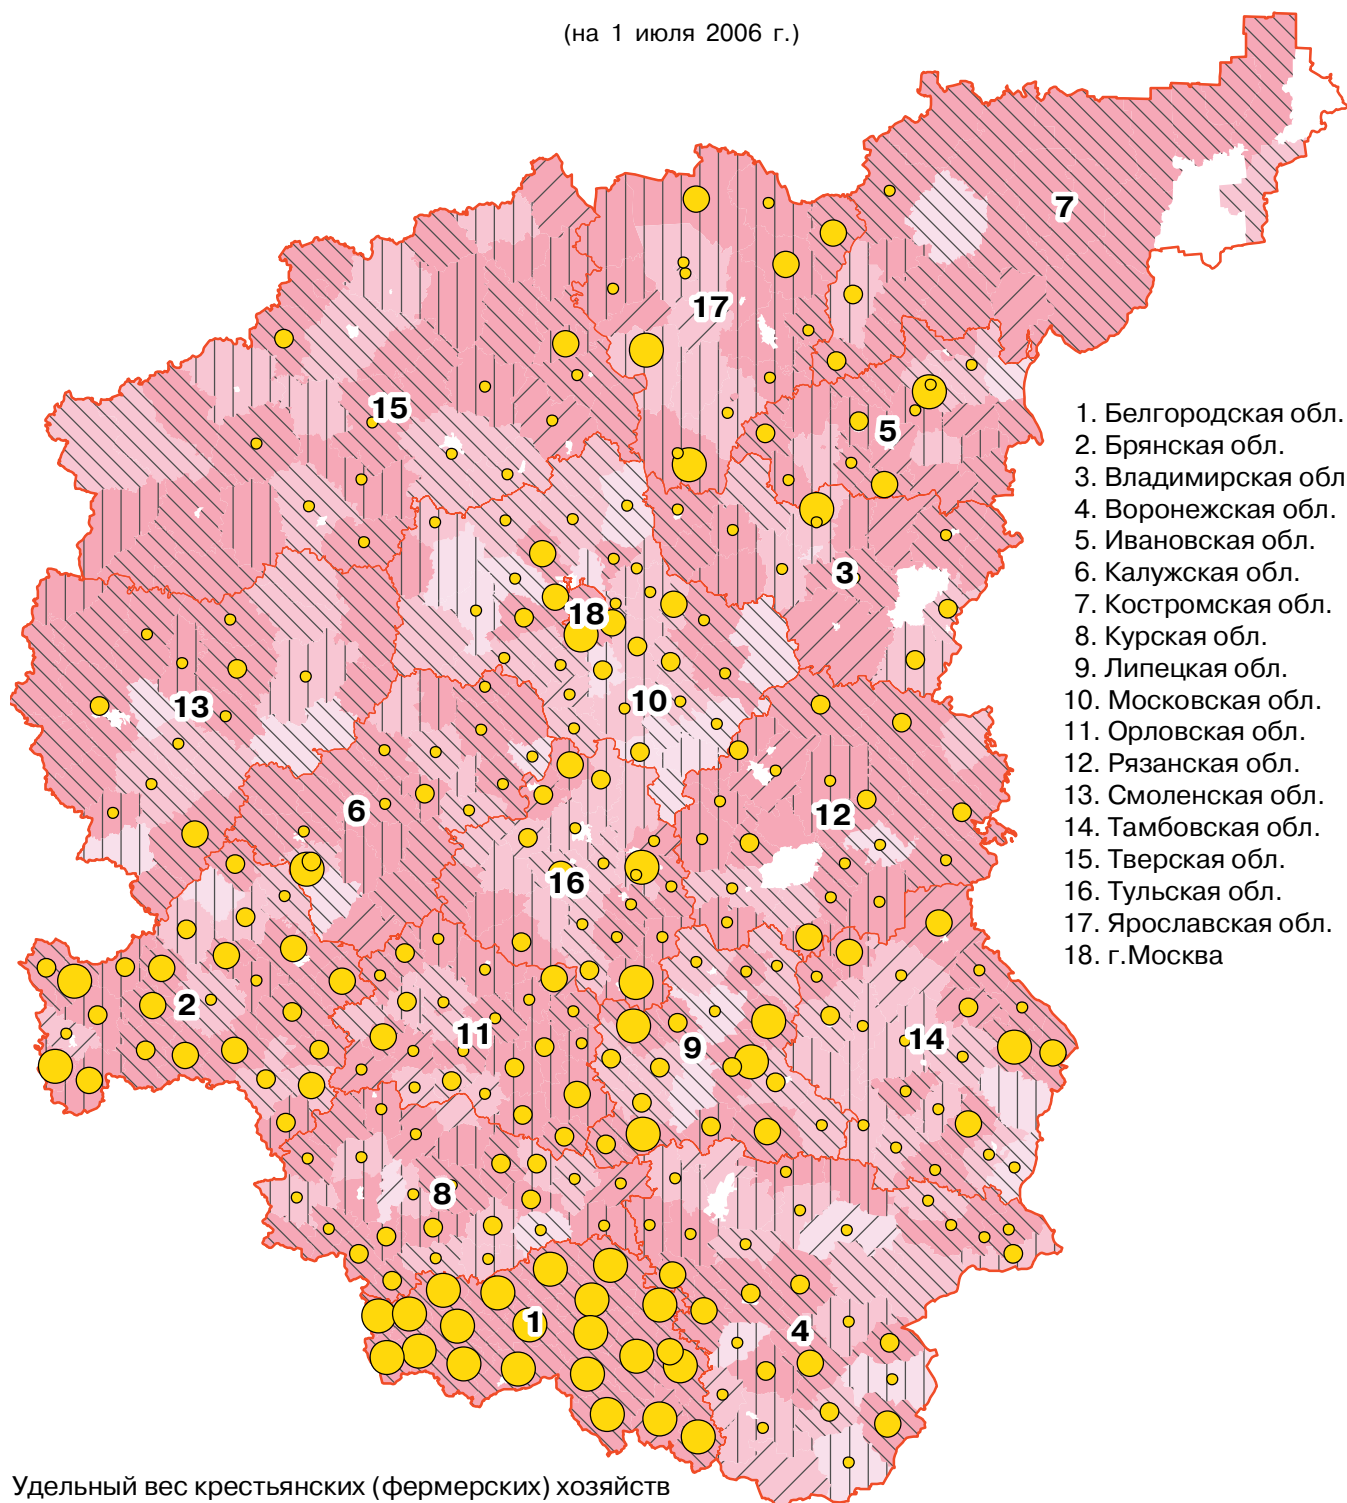 (на 1 июля 2006 г.)
7
17
15
5
3
18
13
10
6
12
16
2
11
9
14
8
1
4
1. Белгородская обл.
2. Брянская обл.
3. Владимирская обл
4. Воронежская обл.
5. Ивановская обл.
6. Калужская обл.
7. Костромская обл.
8. Курская обл.
9. Липецкая обл.
10. Московская обл.
11. Орловская обл.
12. Рязанская обл.
13. Смоленская обл.
14. Тамбовская обл.
15. Тверская обл.
16. Тульская обл.
17. Ярославская обл.
18. г.Москва
Удельный вес крестьянских (фермерских) хозяйств